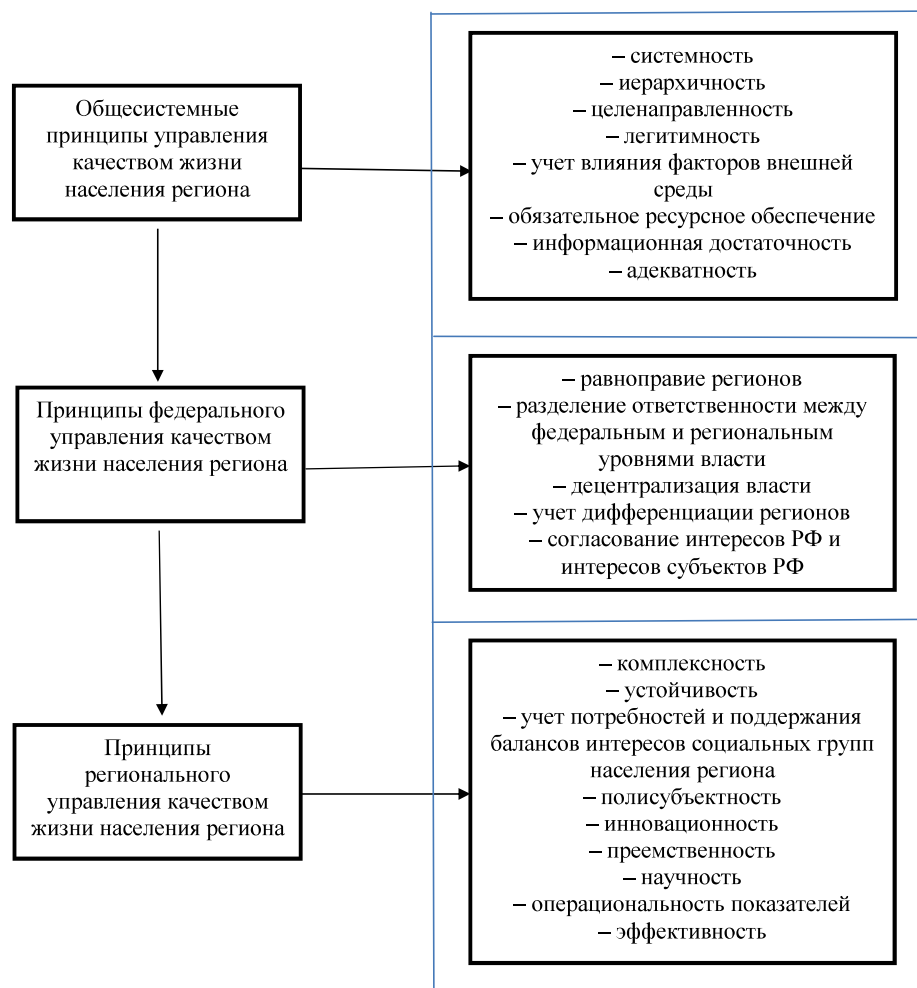 Общесистемные
принципы управления
качеством жизни
населения региона
– системность
– иерархичность
– целенаправленность
– легитимность
– учет влияния факторов внешней
среды
– обязательное ресурсное обеспечение
– информационная достаточность
– адекватность
Принципы федерального
управления качеством
жизни населения региона
– равноправие регионов
– разделение ответственности между
федеральным и региональным
уровнями власти
– децентрализация власти
– учет дифференциации регионов
– согласование интересов РФ и
интересов субъектов РФ
Принципы
регионального
управления качеством
жизни населения региона
– комплексность
– устойчивость
– учет потребностей и поддержания
балансов интересов социальных групп
населения региона
– полисубъектность
– инновационность
– преемственность
– научность
– операциональность показателей
– эффективность